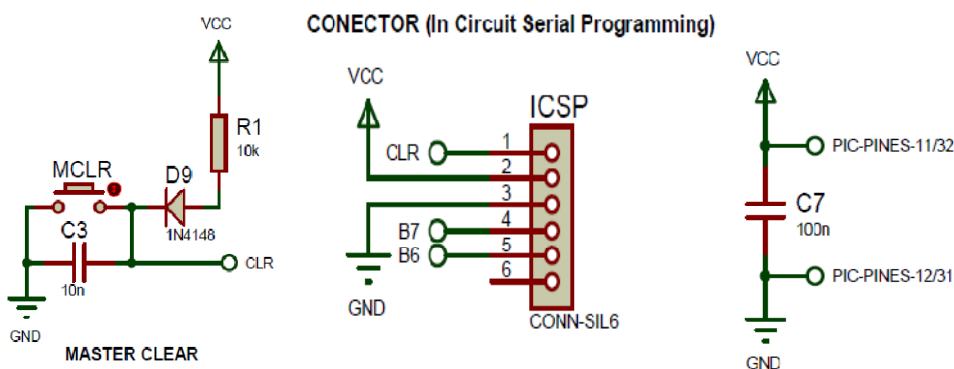 CONECTOR (In Circuit Serial Programming)
VCC
R1
10k
MCLR
D9
1N4148
C3
10n
CLR
GND
MASTER CLEAR
VCC
ICSP
CLR
1
2
3
B7
4
B6
5
6
GND
CONN-SIL6
VCC
PIC-PINES-11/32
C7
100n
PIC-PINES-12/31
GND